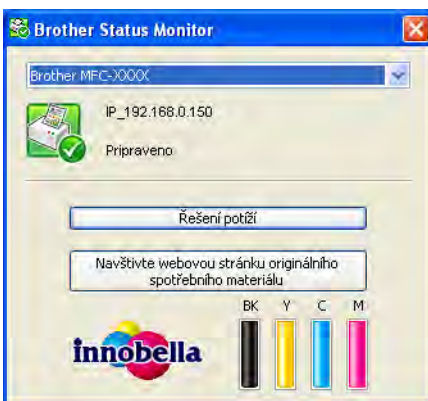 Brother Status Monitor
Brother MFC-XXXX
IP_192.168.0.150
Pripraveno
Řešení potíží
Navštivte webovou stránku originálního
spotřebního materiálu
BK Y C M
innobella